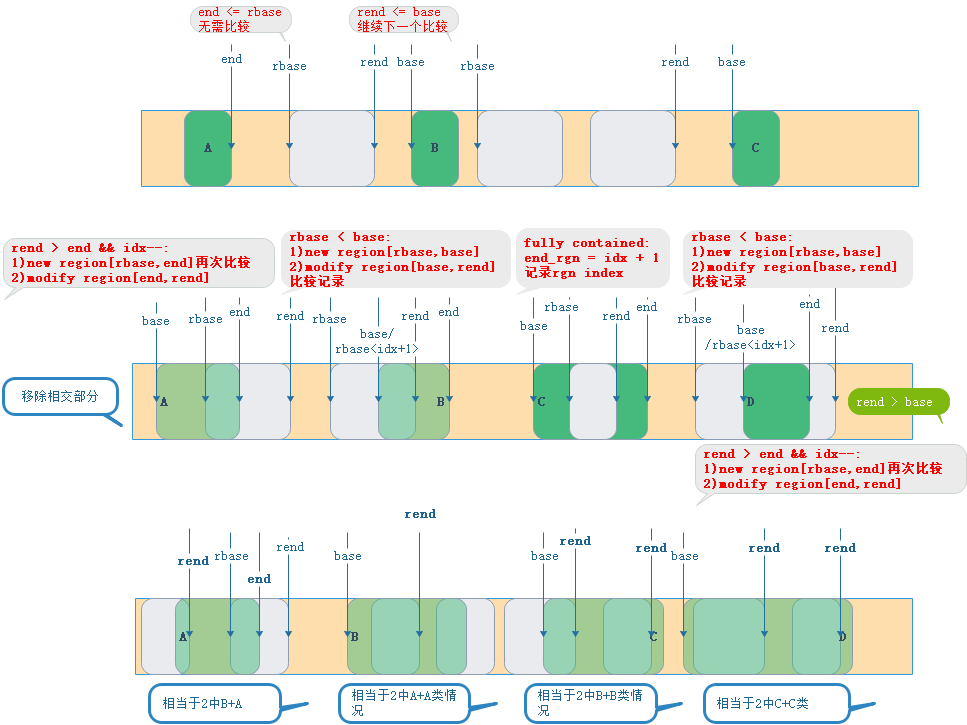 end <= rbase
无需比较
rend <= base
继续下一个比较
end
rbase
rend
base
rbase
rend
base
A
B
C
rend > end && idx--:
1)new region[rbase,end]再次比较
2)modify region[end,rend]
rbase < base:
1)new region[rbase,base]
2)modify region[base,rend]
比较记录
fully contained:
end_rgn = idx + 1
记录rgn index
rbase < base:
1)new region[rbase,base]
2)modify region[base,rend]
比较记录
base
rbase
end
rend
rbase
base/
rbase<idx+1>
rend
end
base
rbase
rend
end
rbase
base
/rbase<idx+1>
end
rend
移除相交部分
A
B
C
D
rend > base
rend > end && idx--:
1)new region[rbase,end]再次比较
2)modify region[end,rend]
rend
rbase
end
rend
base
rend
base
rend
rend
base
rend
rend
A
B
C
D
相当于2中B+A
相当于2中A+A类情
况
相当于2中B+B类情
况
相当于2中C+C类